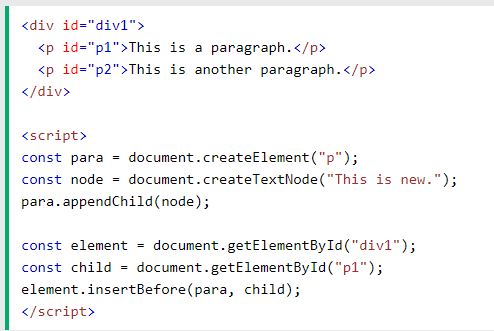 <div id="div1">
  <p id="p1">This is a paragraph.</p>
  <p id="p2">This is another paragraph.</p>
</div>

<script>
const para = document.createElement("p");
const node = document.createTextNode("This is new.");
para.appendChild(node);

const element = document.getElementById("div1");
const child = document.getElementById("p1");
element.insertBefore(para, child);
</script>